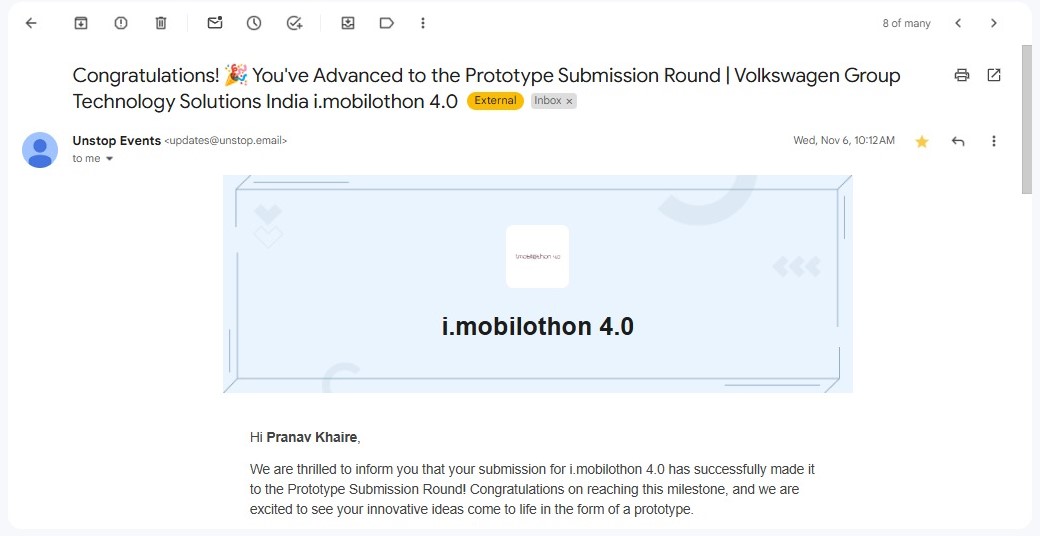 8 of many
Congratulations! 🎉 You've Advanced to the Prototype Submission Round | Volkswagen Group
Technology Solutions India i.mobilothon 4.0 External Inbox ×
Unstop Events <updates@unstop.email> Wed, Nov 6, 10:12 AM
to me
i.mobilothon 4.0
i.mobilothon 4.0
Hi Pranav Khaire,
We are thrilled to inform you that your submission for i.mobilothon 4.0 has successfully made it
to the Prototype Submission Round! Congratulations on reaching this milestone, and we are
excited to see your innovative ideas come to life in the form of a prototype.